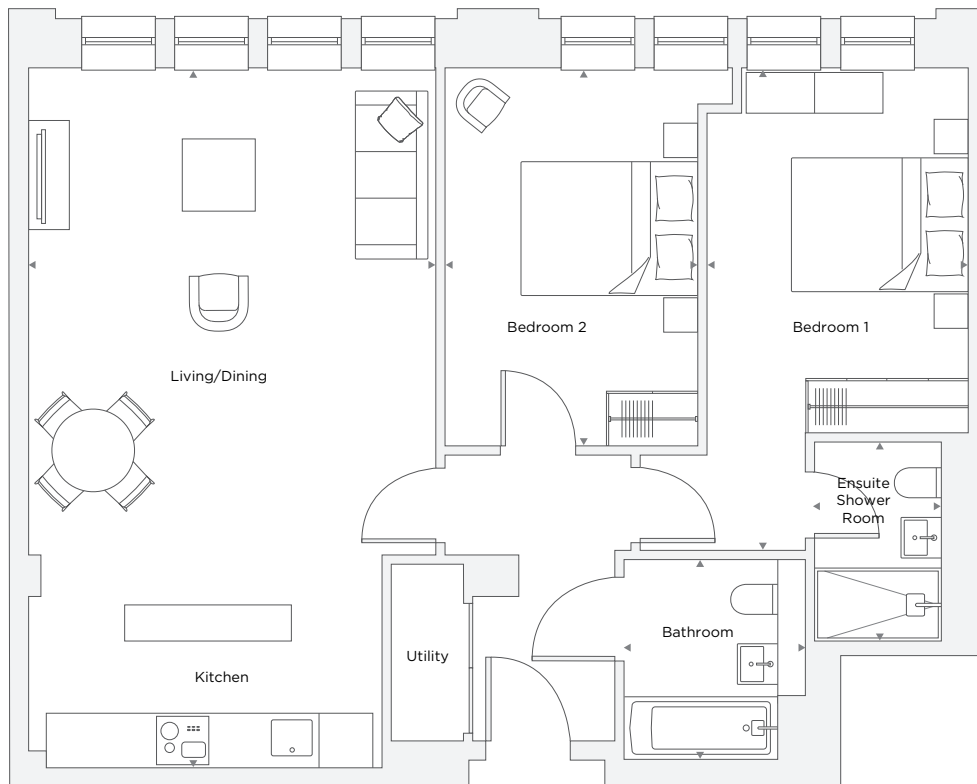 Bedroom 2
Bedroom 1
Living/Dining
Ensuite
Shower
Room
Bathroom
Utility
Kitchen